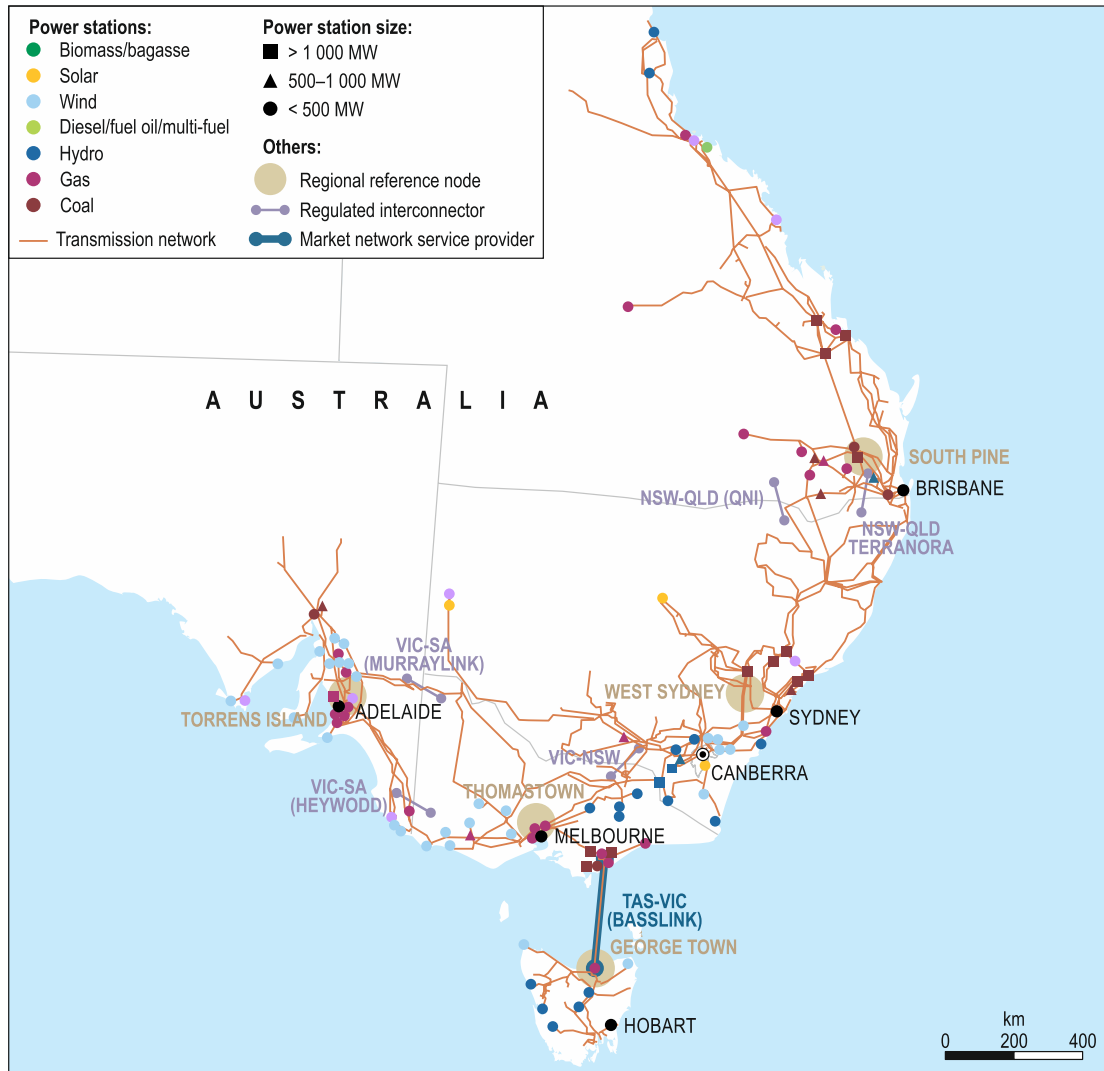 Power stations:
Biomass/bagasse
Solar
Wind
Diesel/fuel oil/multi-fuel
Hydro
Gas
Coal
Transmission network
Power station size:
> 1 000 MW
500–1 000 MW
< 500 MW
Others:
Regional reference node
Regulated interconnector
Market network service provider
AUSTRALIA
SOUTH PINE
BRISBANE
NSW-QLD (QNI)
NSW-QLD
TERRANORA
VIC-SA
(MURRAYLINK)
WEST SYDNEY
TORRENS ISLAND
ADELAIDE
SYDNEY
VIC-NSW
CANBERRA
VIC-SA
(HEYWODD)
THOMASTOWN
MELBOURNE
TAS-VIC
(BASSLINK)
GEORGE TOWN
HOBART
km
0 200 400